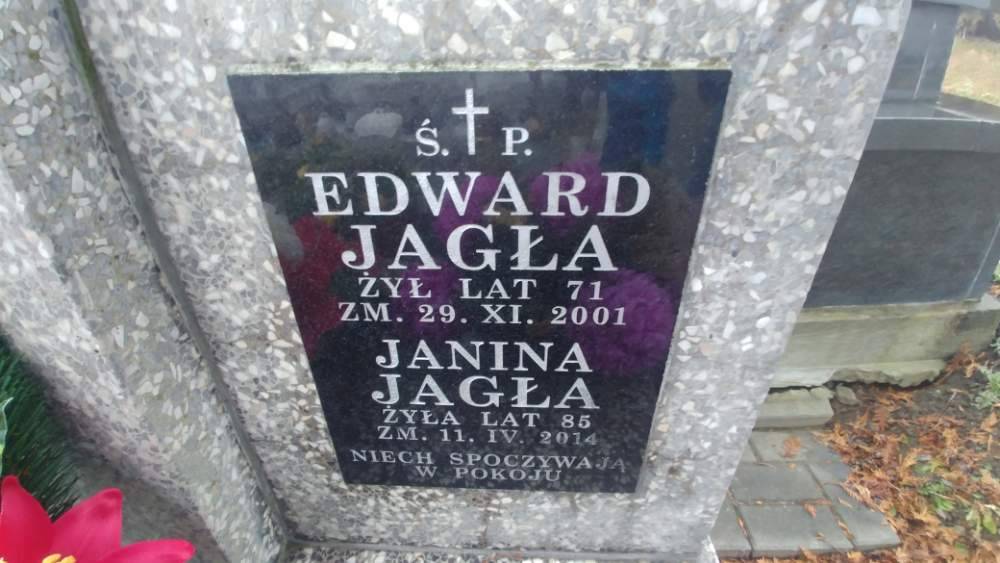 Ś. P.
EDWARD
JAGŁA
ŻYŁ LAT 71
ZM. 29. XI. 2001
JANINA
JAGŁA
ŻYŁA LAT 85
ZM. 11. IV. 2014
NIECH SPOCZYWAJĄ
W POKOJU